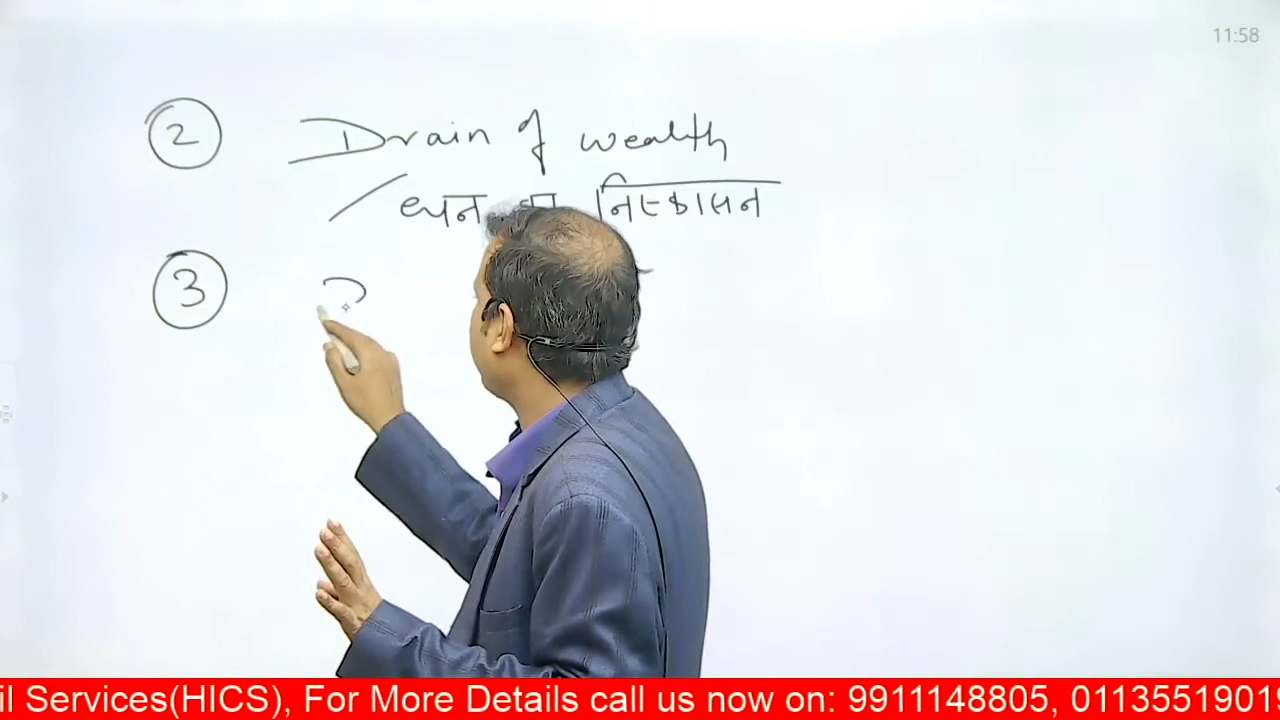 11:58
② Drain of wealth
/ धन निष्कासन
③
il Services(HICS), For More Details call us now on: 9911148805, 01135519019